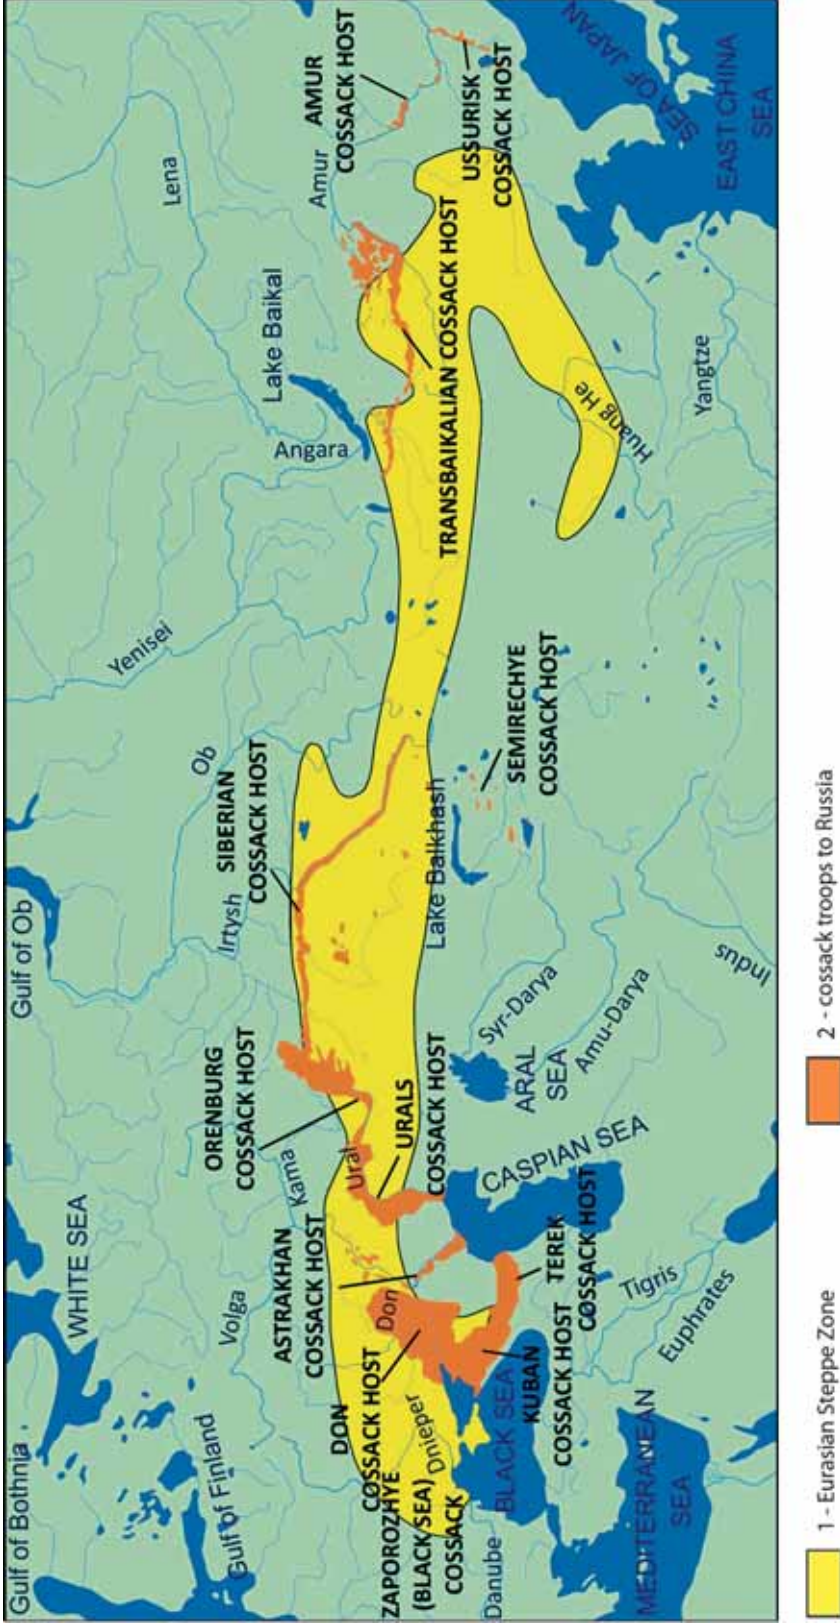 Gulf of Bothnia
WHITE SEA
Gulf of Ob
Gulf of Finland
Volga
Kama
Irtysh
Ob
Yenisei
Angara
Lake Baikal
Lena
Amur
ORENBURG
COSSACK HOST
SIBERIAN
COSSACK HOST
AMUR
COSSACK HOST
ASTRAKHAN
COSSACK HOST
DON
COSSACK HOST
ZAPOROZHYE
(BLACK SEA)
COSSACK
Dnieper
Don
Ural
URALS
COSSACK HOST
Lake Balkhash
TRANSBAIKALIAN COSSACK HOST
USSURISK
COSSACK HOST
SEA OF JAPAN
Danube
BLACK SEA
KUBAN
COSSACK HOST
TEREK
COSSACK HOST
CASPIAN SEA
ARAL
SEA
Syr-Darya
Amu-Darya
SEMIRECHYE
COSSACK HOST
Huang He
Yangtze
EAST CHINA
SEA
MEDITERRANEAN
SEA
Tigris
Euphrates
Indus
1 - Eurasian Steppe Zone
2 - cossack troops to Russia